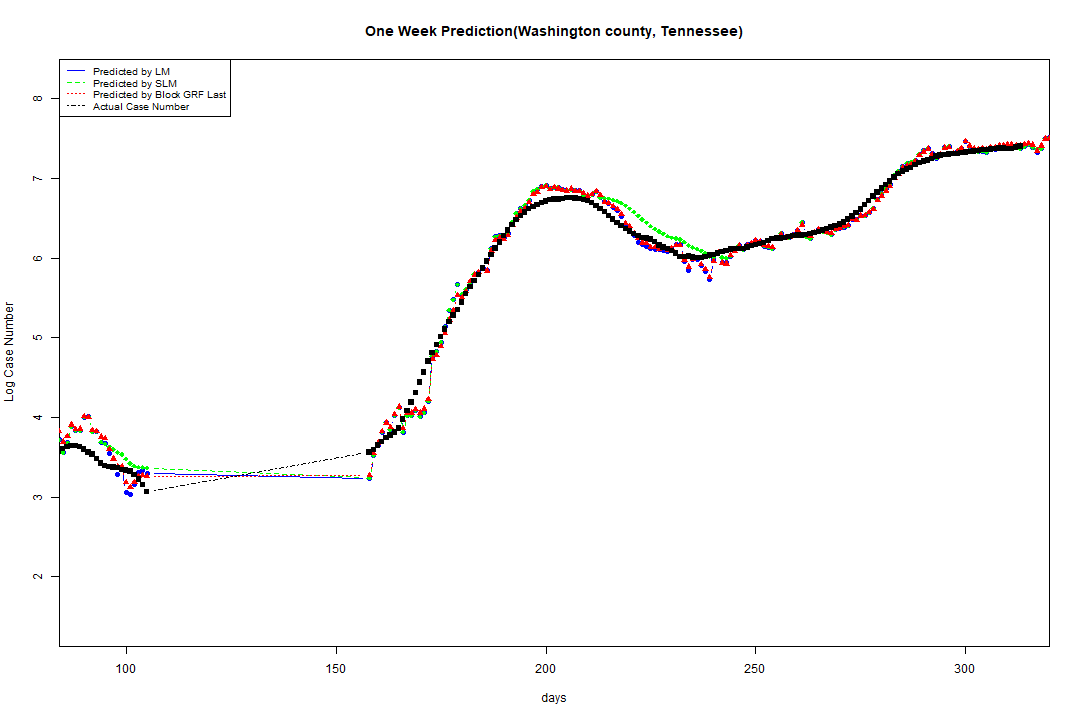 One Week Prediction(Washington county, Tennessee)
Predicted by LM
Predicted by SLM
Predicted by Block GRF Last
Actual Case Number
8
7
6
5
4
3
2
Log Case Number
100 150 200 250 300
days